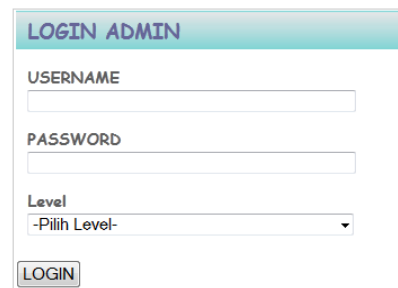 LOGIN ADMIN
USERNAME
PASSWORD
Level
-Pilih Level-
LOGIN